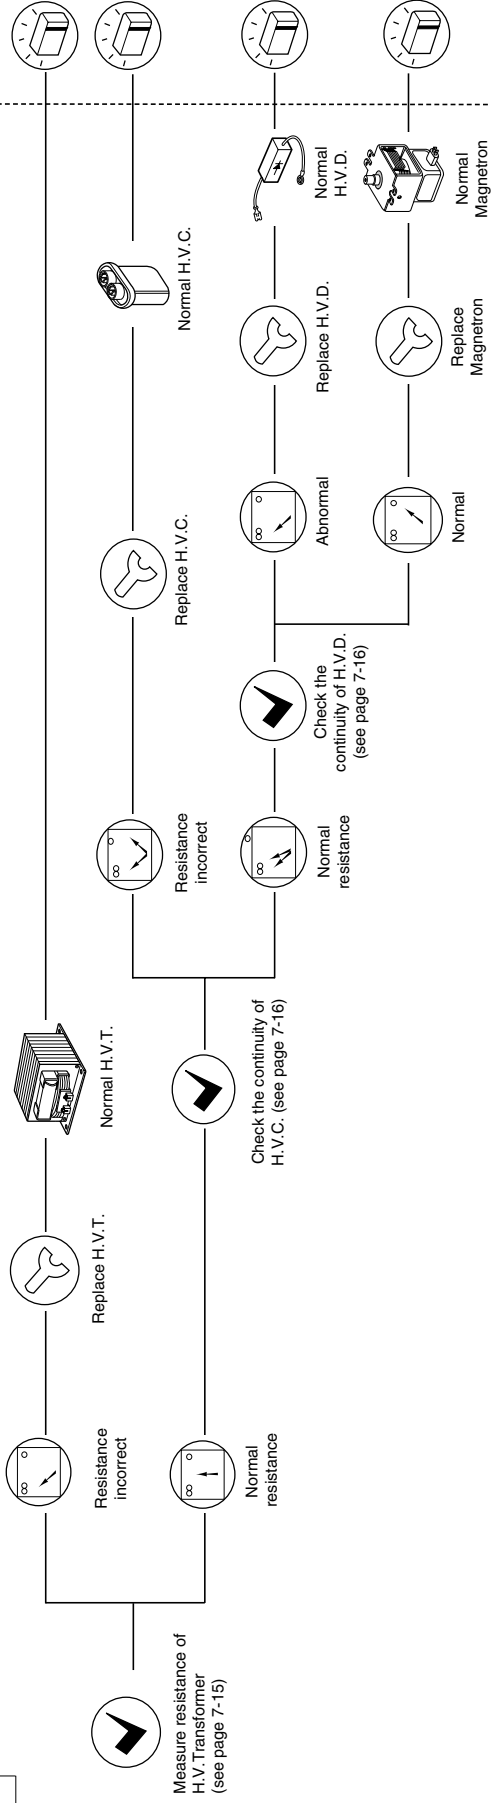 Measure resistance of
H.V. Transformer
(see page 7-15)
Resistance
incorrect
Replace H.V.T.
Normal H.V.T.
Normal
resistance
Check the continuity of
H.V.C. (see page 7-16)
Resistance
incorrect
Replace H.V.C.
Normal H.V.C.
Normal
resistance
Check the
continuity of H.V.D.
(see page 7-16)
Abnormal
Replace H.V.D.
Normal
H.V.D.
Normal
Replace
Magnetron
Normal
Magnetron